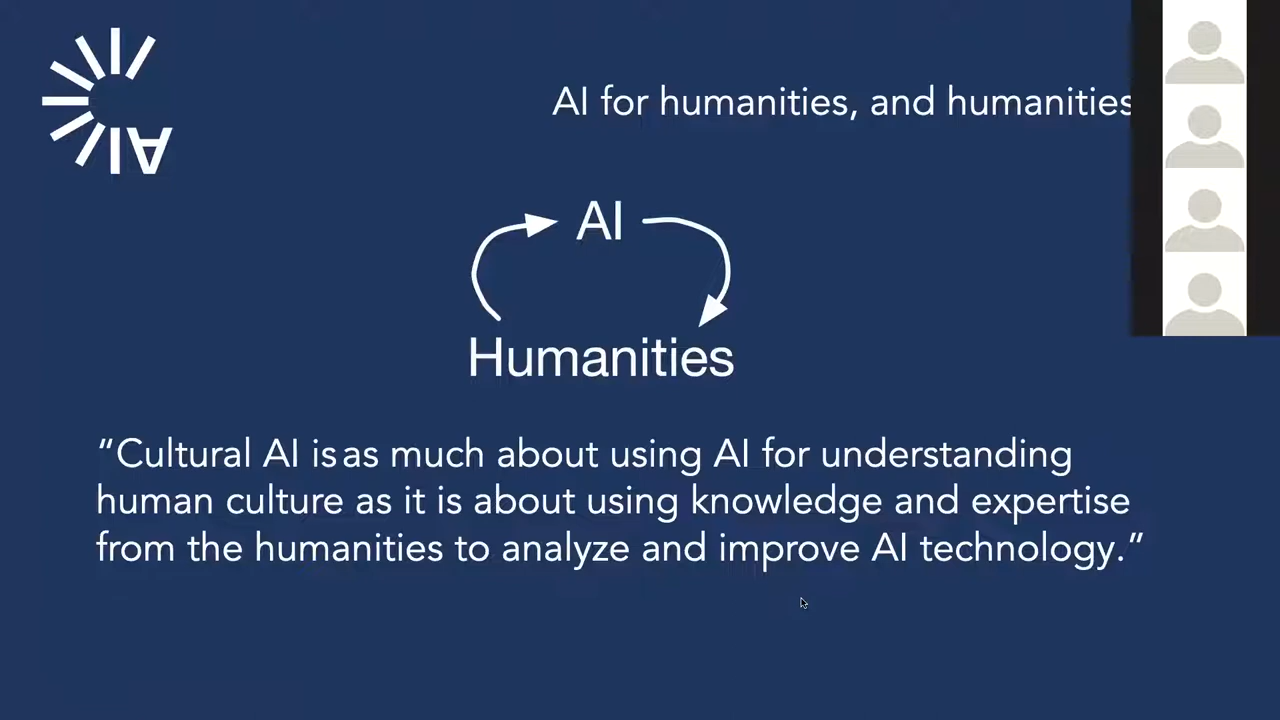 AI
AI for humanities, and humanities
AI
Humanities
“Cultural AI is as much about using AI for understanding
human culture as it is about using knowledge and expertise
from the humanities to analyze and improve AI technology.”